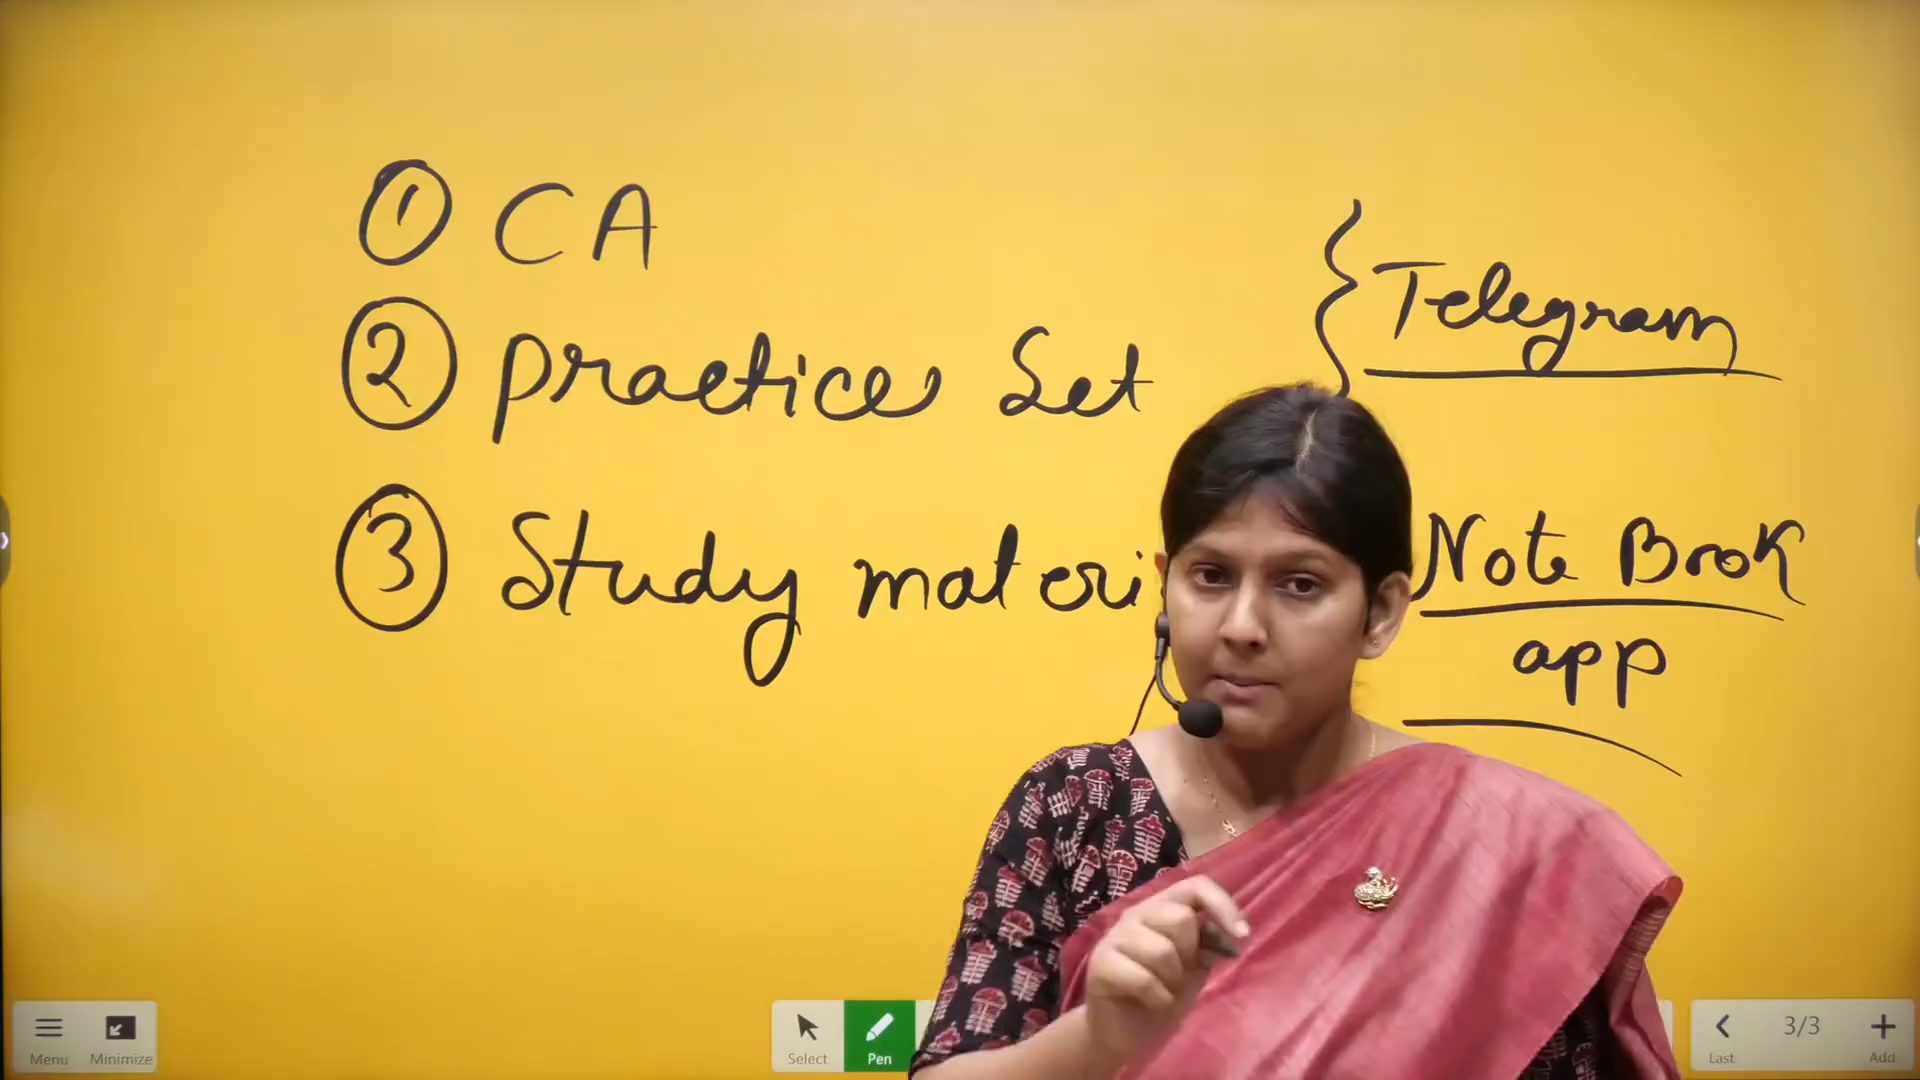 ① CA
② Practice Set
Telegram
③ Study materi
Note Book
app
Menu
Minimize
Select
Pen
3/3
Last
Add